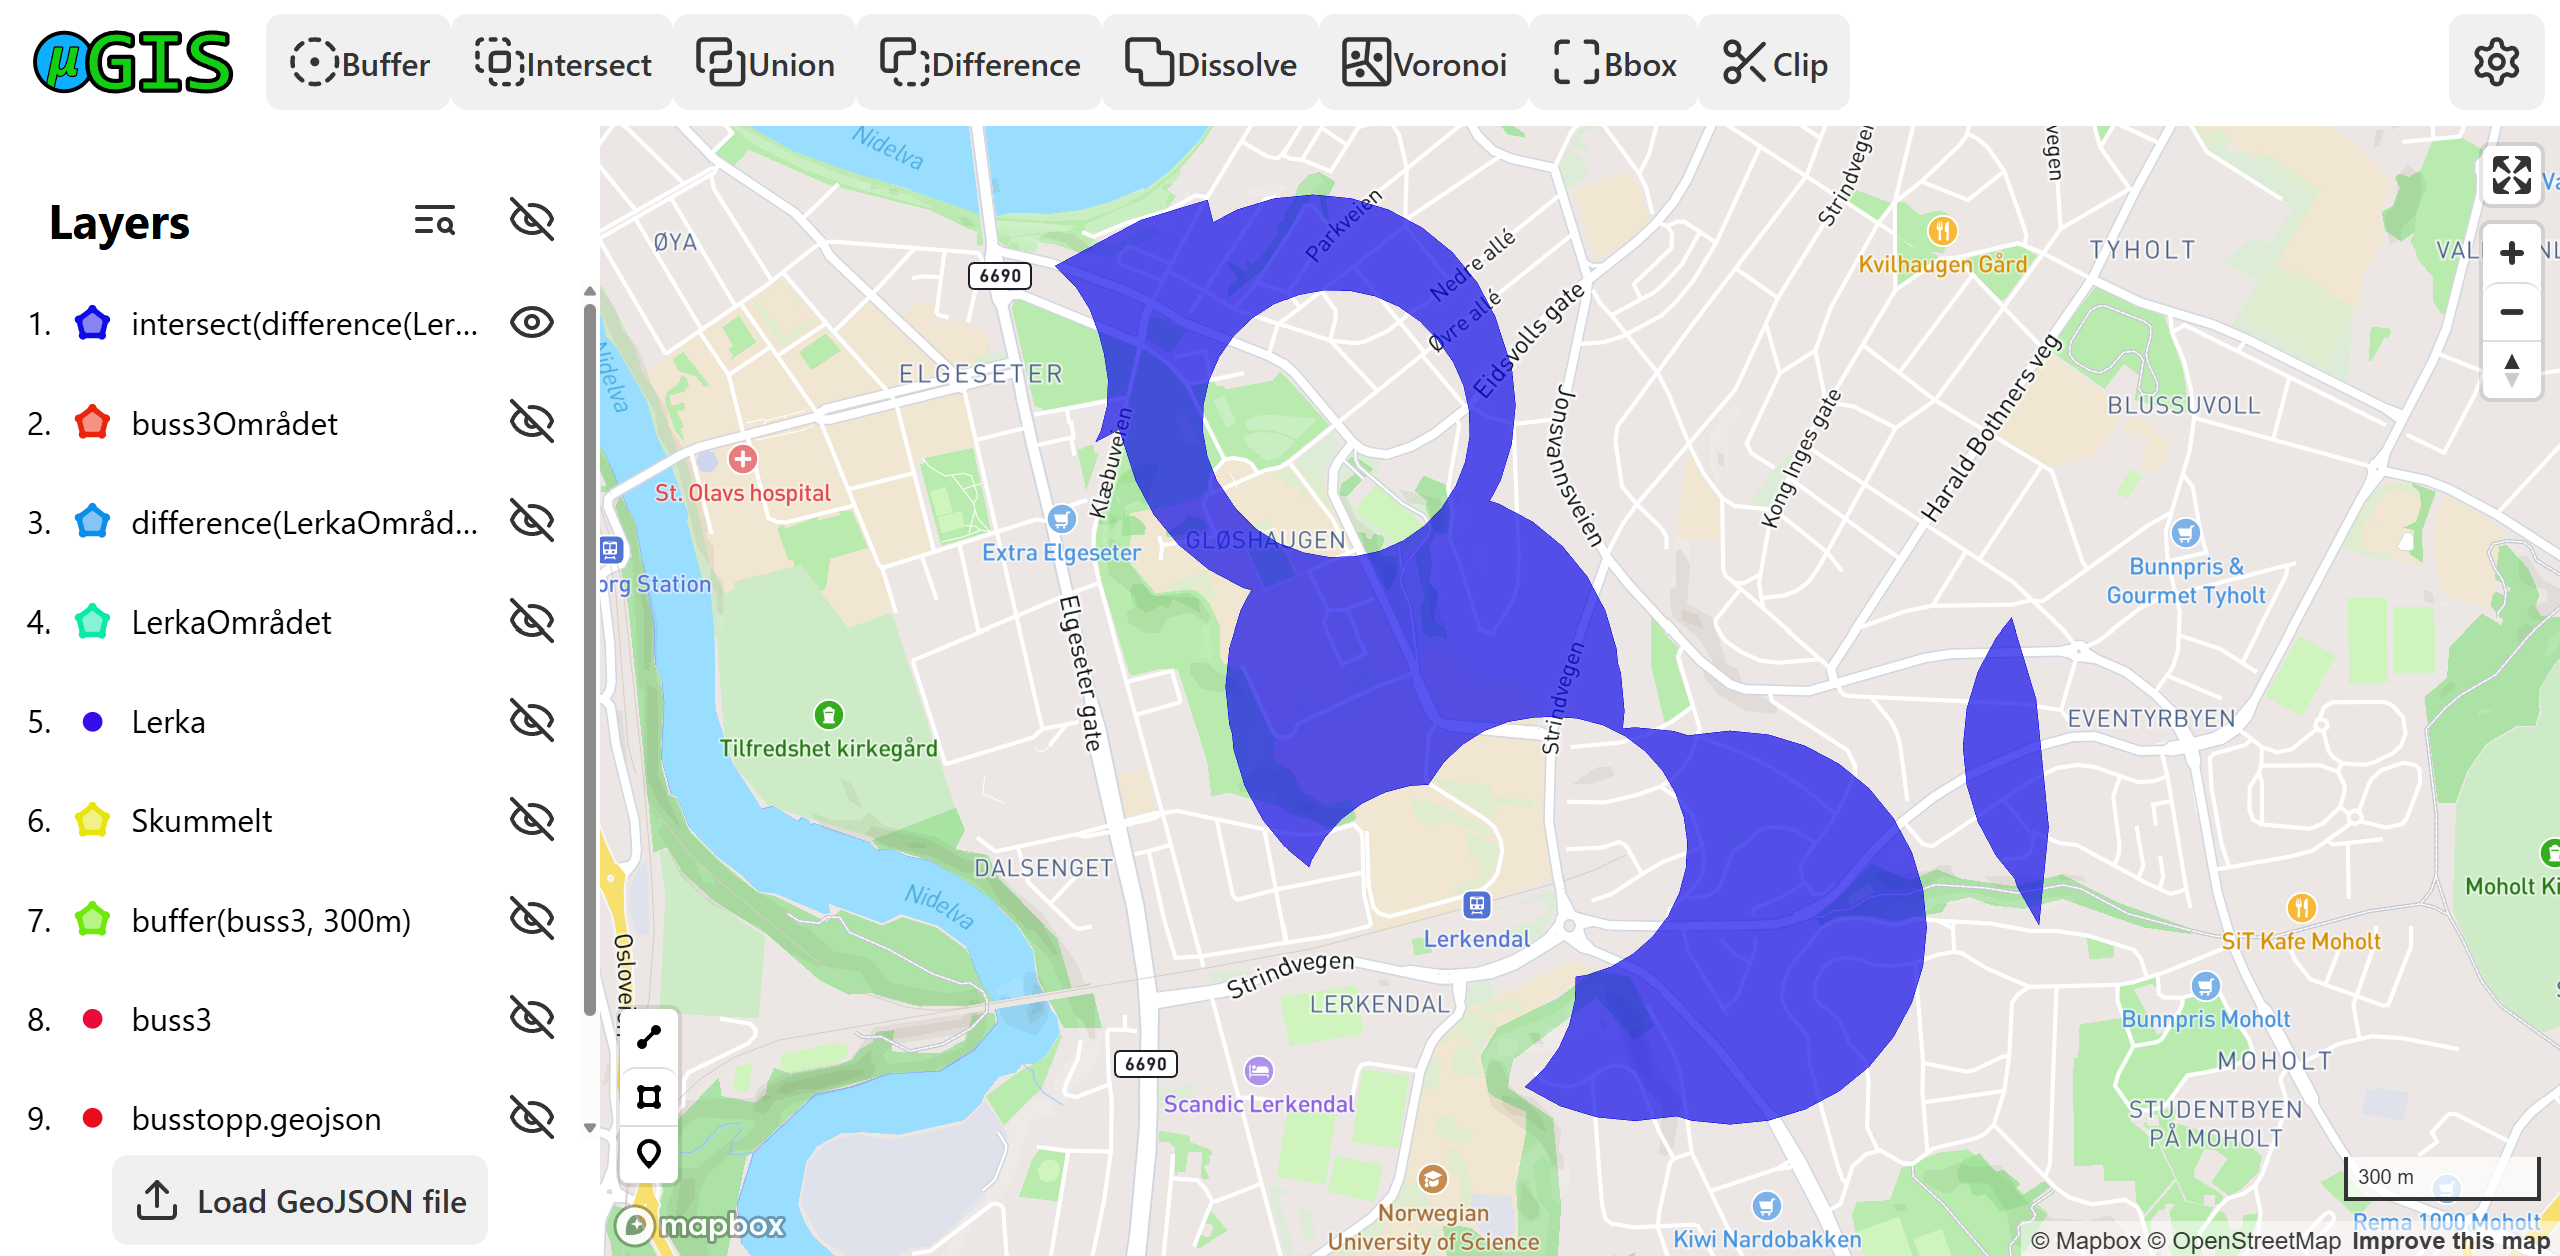 µGIS
Buffer
Intersect
Union
Difference
Dissolve
Voronoi
Bbox
Clip
Layers
1. intersect(difference(Ler...
2. buss3Området
3. difference(LerkaOmråd...
4. LerkaOmrådet
5. Lerka
6. Skummelt
7. buffer(buss3, 300m)
8. buss3
9. busstopp.geojson
Load GeoJSON file
Nidelva
ØYA
6690
Parkveien
Nedre allé
Øvre allé
Eidsvolls gate
Strindvegen
vegen
Kvilhaugen Gård
TYHOLT
ELGESETER
Nidelva
Klæbuveien
Jonsvannsveien
Kong Inges gate
Harald Bothners veg
BLUSSUVOLL
St. Olavs hospital
Extra Elgeseter
GLØSHAUGEN
Bunnpris &
Gourmet Tyholt
org Station
Elgeseter gate
Strindvegen
EVENTYRBYEN
Tilfredshet kirkegård
DALSENGET
Nidelva
Lerkendal
Moholt Ki
SiT Kafe Moholt
Strindvegen
LERKENDAL
Bunnpris Moholt
MOHOLT
6690
Scandic Lerkendal
STUDENTBYEN
PÅ MOHOLT
300 m
Norwegian
University of Science
Kiwi Nardobakken
Rema 1000 Moholt
mapbox
© Mapbox © OpenStreetMap Improve this map